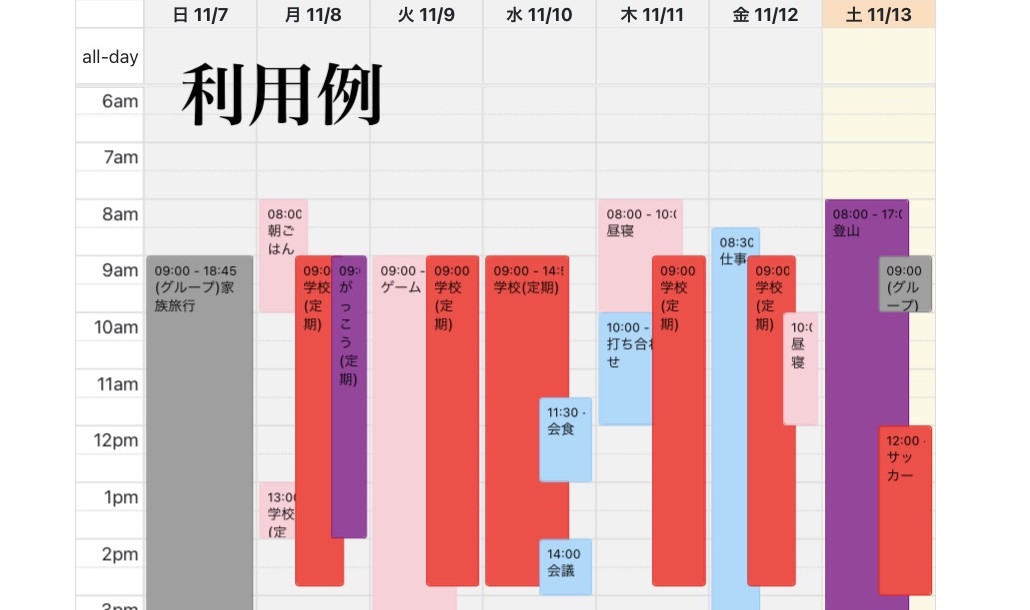 日 11/7
月 11/8
火 11/9
水 11/10
木 11/11
金 11/12
土 11/13
all-day
利用例
6am
7am
8am
9am
10am
11am
12pm
1pm
2pm
3pm
09:00 - 18:45
(グループ)家
族旅行
08:00
朝ご
はん
09:0
学校
(定
期)
09:
が
っ
こ
う
(定
期)
13:0
学校
(定
09:00 -
ゲーム
09:00
学校
(定
期)
09:00 - 14:
学校(定期)
11:30 -
会食
14:00
会議
08:00 - 10:
昼寝
10:00 -
打ち合わ
せ
09:00
学校
(定
期)
08:30
仕事
09:00
学校
(定
期)
10:
昼
寝
08:00 - 17:
登山
09:00
(グル
ープ)
12:00
サッ
カー